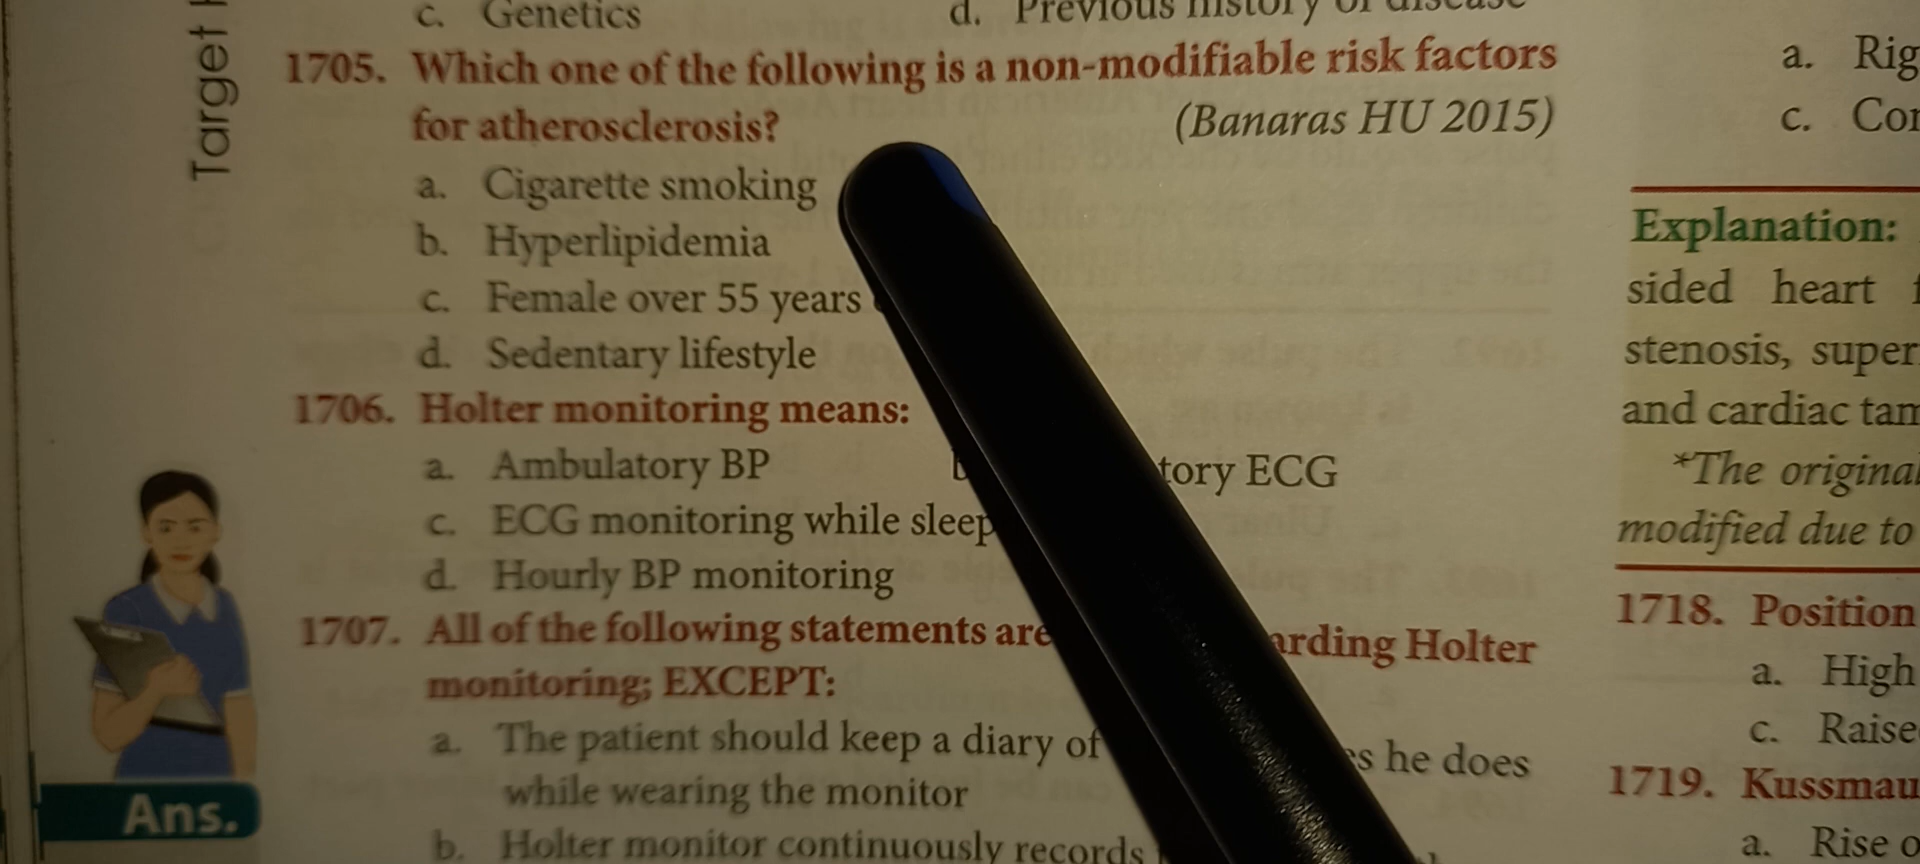 Target
c. Genetics d. Previous history of disease
1705. Which one of the following is a non-modifiable risk factors
for atherosclerosis? (Banaras HU 2015)
a. Cigarette smoking
b. Hyperlipidemia
c. Female over 55 years
d. Sedentary lifestyle
1706. Holter monitoring means:
a. Ambulatory BP tory ECG
c. ECG monitoring while sleep
d. Hourly BP monitoring
1707. All of the following statements are arding Holter
monitoring; EXCEPT:
a. The patient should keep a diary of s he does
while wearing the monitor
b. Holter monitor continuously records
Ans.
a. Rig
c. Cor
Explanation:
sided heart
stenosis, super
and cardiac tam
*The original
modified due to
1718. Position
a. High
c. Raise
1719. Kussmau
a. Rise o